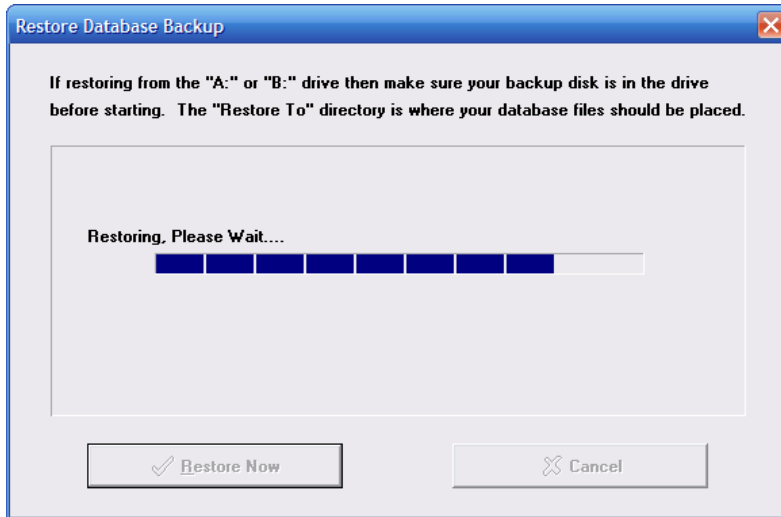 Restore Database Backup
If restoring from the "A:" or "B:" drive then make sure your backup disk is in the drive
before starting.  The "Restore To" directory is where your database files should be placed.
Restoring, Please Wait....
Restore Now
Cancel